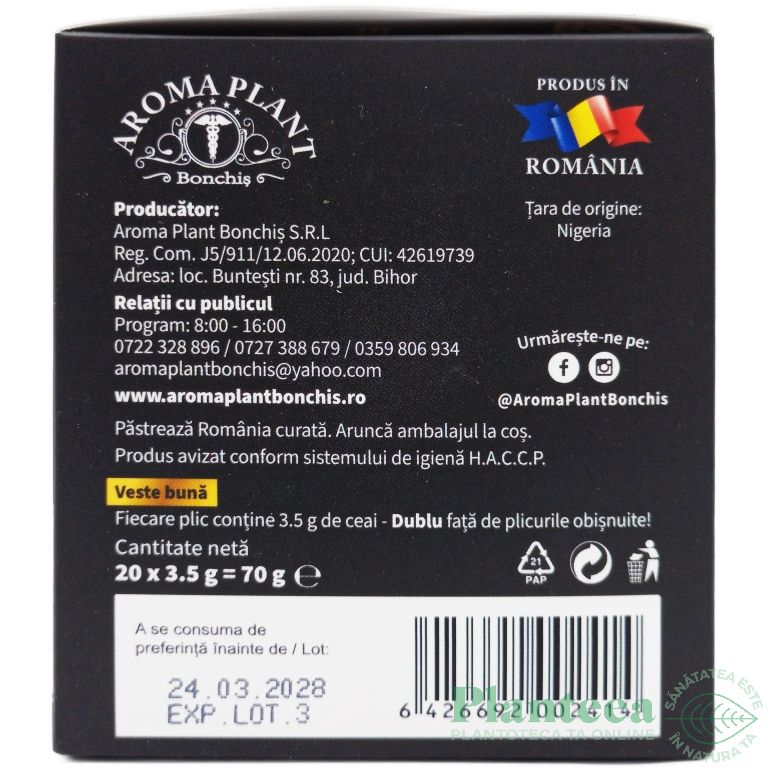 AROMA PLANT
Bonchiș
PRODUS ÎN
ROMÂNIA
Țara de origine:
Nigeria
Producător:
Aroma Plant Bonchiș S.R.L
Reg. Com. J5/911/12.06.2020; CUI: 42619739
Adresa: loc. Buntești nr. 83, jud. Bihor
Relații cu publicul
Program: 8:00 - 16:00
0722 328 896 / 0727 388 679 / 0359 806 934
aromaplantbonchis@yahoo.com
www.aromaplantbonchis.ro
Urmărește-ne pe:
@AromaPlantBonchis
Păstrează România curată. Aruncă ambalajul la coș.
Produs avizat conform sistemului de igienă H.A.C.C.P.
Veste bună
Fiecare plic conține 3.5 g de ceai - Dublu față de plicurile obișnuite!
Cantitate netă
20 x 3.5 g = 70 g ℮
21
PAP
A se consuma de
preferință înainte de / Lot:
24.03.2028
EXP.LOT.3
6 426692 002414
Planteea
PLANTOTECA TA ONLINE
SĂNĂTATEA ESTE
ÎN NATURA TA